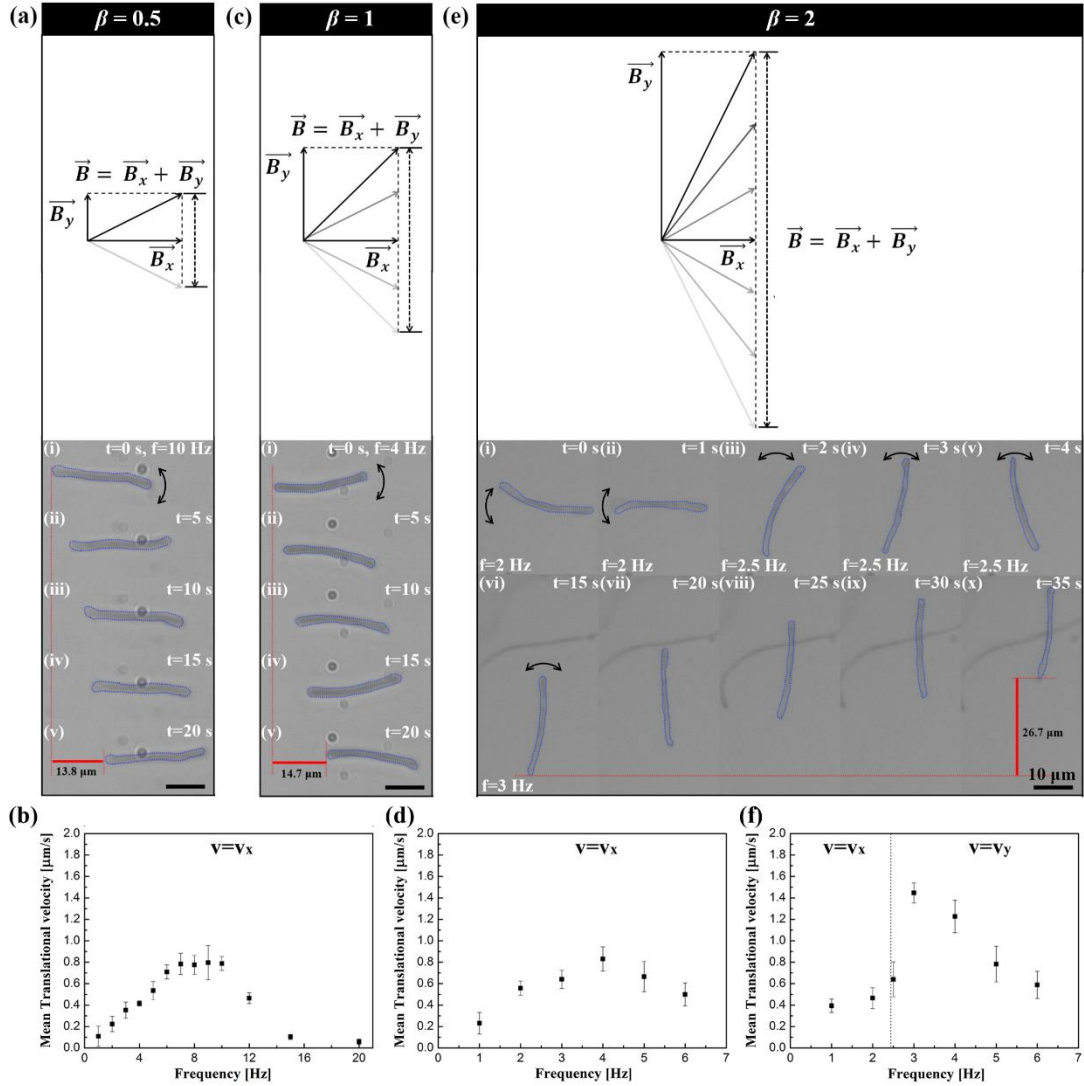 (a)
β = 0.5
B⃗ = B⃗ₓ + B⃗ᵧ
B⃗ᵧ
B⃗ₓ
(i)
t=0 s, f=10 Hz
(ii)
t=5 s
(iii)
t=10 s
(iv)
t=15 s
(v)
t=20 s
13.8 μm
(c)
β = 1
B⃗ = B⃗ₓ + B⃗ᵧ
B⃗ᵧ
B⃗ₓ
(i)
t=0 s, f=4 Hz
(ii)
t=5 s
(iii)
t=10 s
(iv)
t=15 s
(v)
t=20 s
14.7 μm
(e)
β = 2
B⃗ᵧ
B⃗ₓ
B⃗ = B⃗ₓ + B⃗ᵧ
(i) t=0 s
(ii) t=1 s
(iii) t=2 s
(iv) t=3 s
(v) t=4 s
f=2 Hz
f=2 Hz
f=2.5 Hz
f=2.5 Hz
f=2.5 Hz
(vi) t=15 s
(vii) t=20 s
(viii) t=25 s
(ix) t=30 s
(x) t=35 s
26.7 μm
f=3 Hz
10 μm
(b)
Mean Translational velocity [μm/s]
2.0
1.8
1.6
1.4
1.2
1.0
0.8
0.6
0.4
0.2
0.0
v=vₓ
0 4 8 12 16 20
Frequency [Hz]
(d)
Mean Translational velocity [μm/s]
2.0
1.8
1.6
1.4
1.2
1.0
0.8
0.6
0.4
0.2
0.0
v=vₓ
0 1 2 3 4 5 6 7
Frequency [Hz]
(f)
Mean Translational velocity [μm/s]
2.0
1.8
1.6
1.4
1.2
1.0
0.8
0.6
0.4
0.2
0.0
v=vₓ v=vᵧ
0 1 2 3 4 5 6 7
Frequency [Hz]